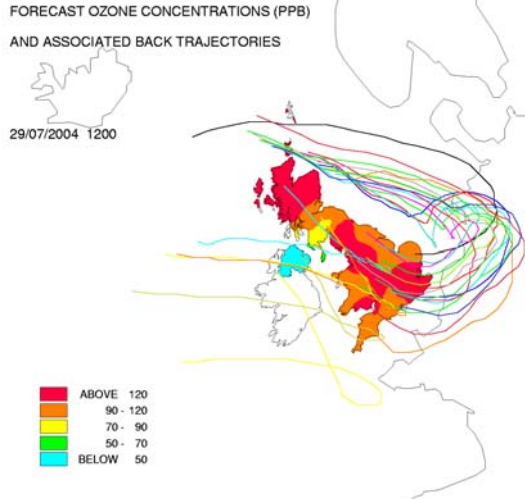 FORECAST OZONE CONCENTRATIONS (PPB)
AND ASSOCIATED BACK TRAJECTORIES
29/07/2004 1200
ABOVE 120
90 - 120
70 - 90
50 - 70
BELOW 50